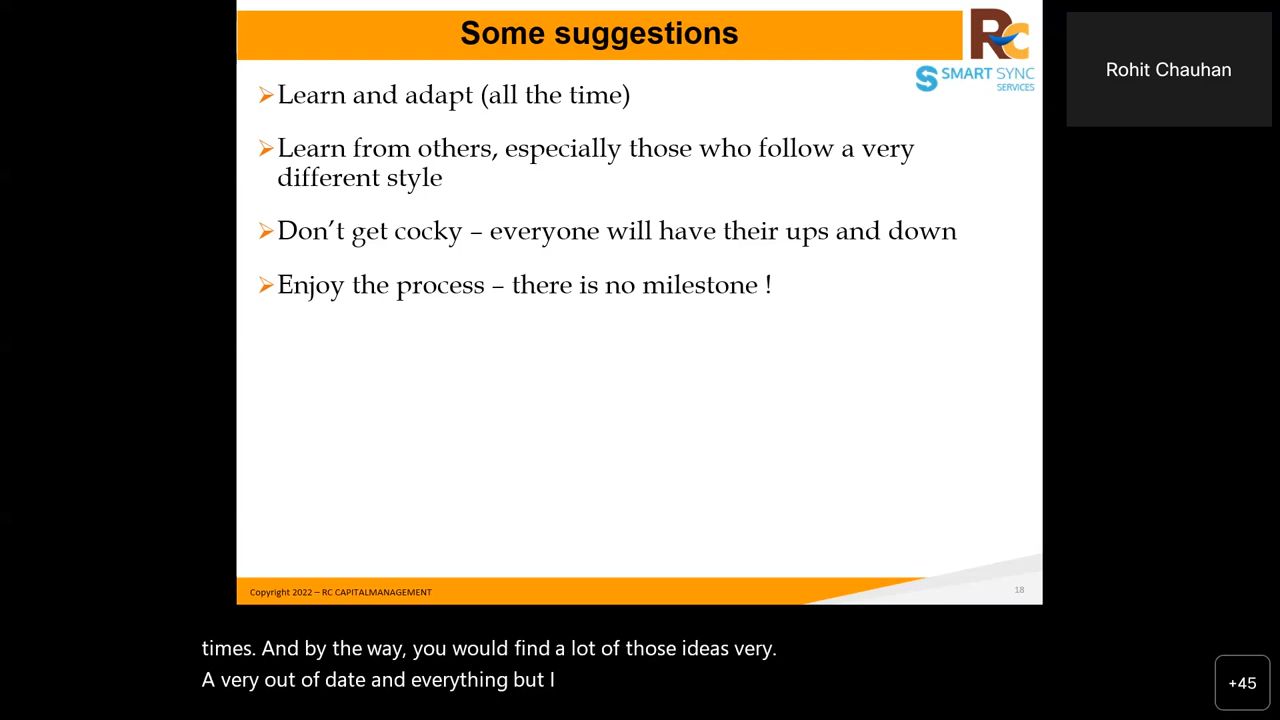 Some suggestions
Rc
SMART SYNC
SERVICES
Rohit Chauhan
➢Learn and adapt (all the time)
➢Learn from others, especially those who follow a very
different style
➢Don’t get cocky – everyone will have their ups and down
➢Enjoy the process – there is no milestone !
Copyright 2022 – RC CAPITALMANAGEMENT
18
times. And by the way, you would find a lot of those ideas very.
A very out of date and everything but I
+45